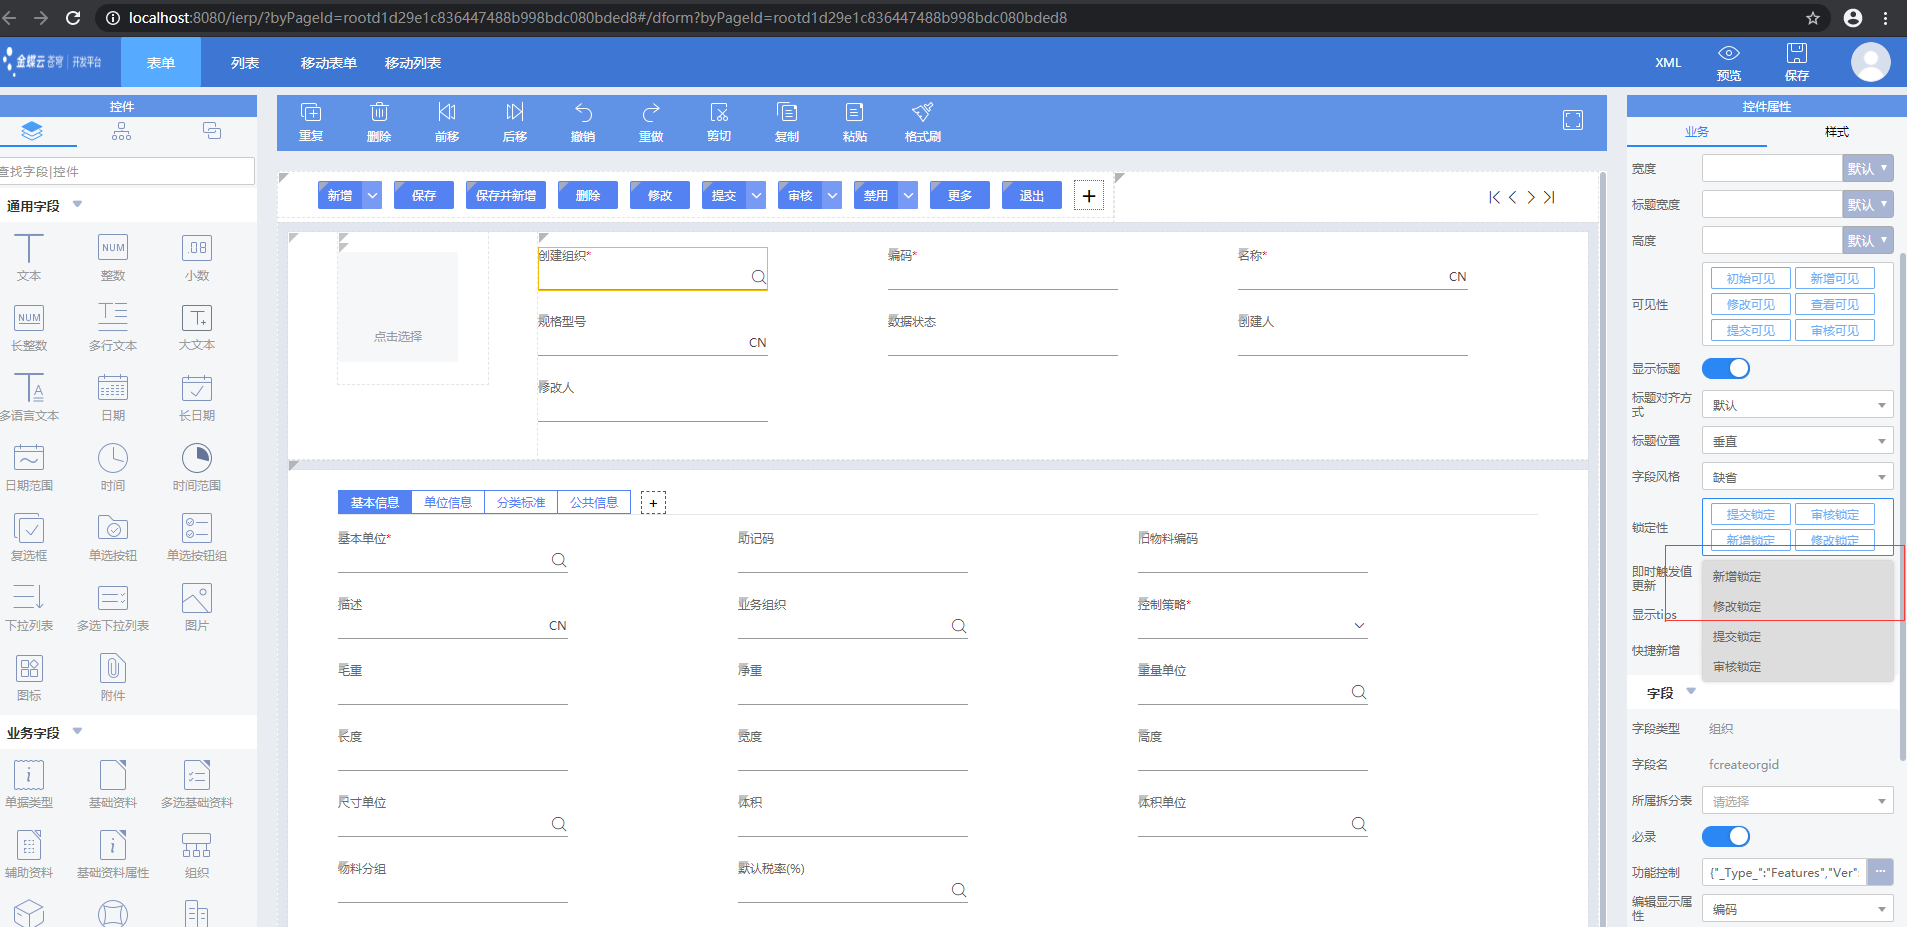 localhost:8080/ierp/?byPageId=rootd1d29e1c836447488b998bdc080bded8#/dform?byPageId=rootd1d29e1c836447488b998bdc080bded8
金蝶云 苍穹 | 开发平台
表单 列表 移动表单 移动列表
XML 预览 保存
控件
查找字段|控件
通用字段
文本 整数 小数
长整数 多行文本 大文本
多语言文本 日期 长日期
日期范围 时间 时间范围
复选框 单选按钮 单选按钮组
下拉列表 多选下拉列表 图片
图标 附件
业务字段
单据类型 基础资料 多选基础资料
辅助资料 基础资料属性 组织
重复 删除 前移 后移 撤销 重做 剪切 复制 粘贴 格式刷
新增 保存 保存并新增 删除 修改 提交 审核 禁用 更多 退出 +
点击选择
创建组织* 编码* 名称*
CN
规格型号 数据状态 创建人
CN
修改人
基本信息 单位信息 分类标准 公共信息 +
基本单位* 助记码 旧物料编码
描述 业务组织 控制策略*
CN
毛重 净重 重量单位
长度 宽度 高度
尺寸单位 体积 体积单位
物料分组 默认税率(%)
控件属性
业务 样式
宽度 默认
标题宽度 默认
高度 默认
可见性
初始可见 新增可见
修改可见 查看可见
提交可见 审核可见
显示标题
标题对齐方式 默认
标题位置 垂直
字段风格 缺省
锁定性
提交锁定 审核锁定
新增锁定 修改锁定
即时触发值更新
显示tips
快捷新增
新增锁定
修改锁定
提交锁定
审核锁定
字段
字段类型 组织
字段名 fcreateorgid
所属拆分表 请选择
必录
功能控制 {"_Type_":"Features","Ver": ...
编辑显示属性 编码
NUM
.08
NUM